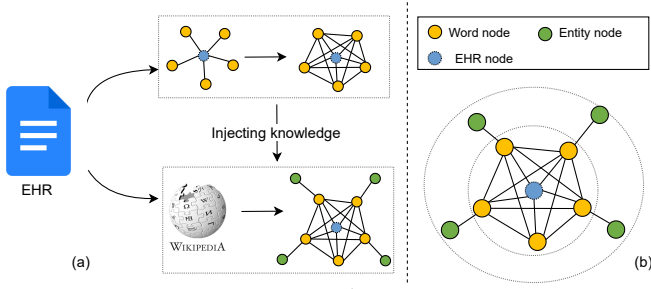 Word node
Entity node
EHR node
Injecting knowledge
EHR
WIKIPEDIA
(a)
(b)